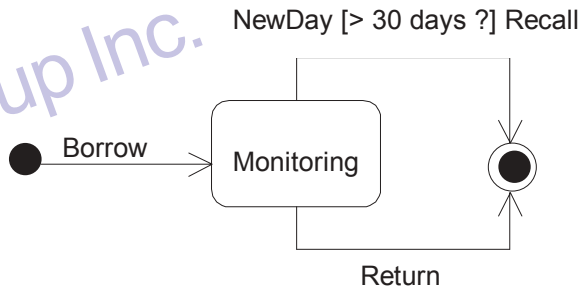 NewDay [> 30 days ?] Recall
up Inc.
Borrow
Monitoring
Return